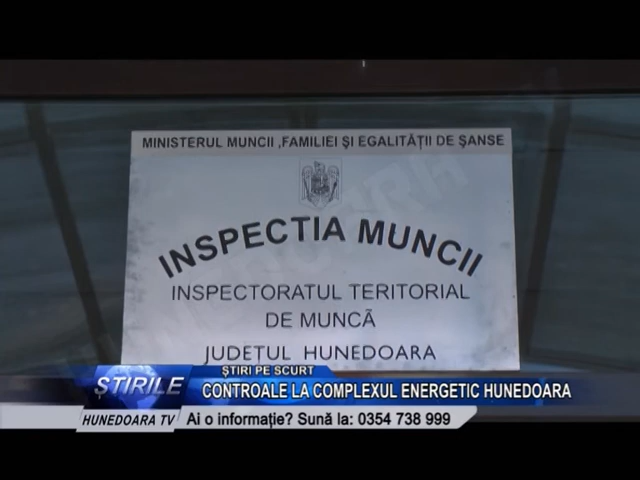 MINISTERUL MUNCII ,FAMILIEI ŞI EGALITĂŢII DE ŞANSE
INSPECTIA MUNCII
INSPECTORATUL TERITORIAL
DE MUNCĂ
JUDEŢUL HUNEDOARA
ŞTIRI PE SCURT
ŞTIRILE
CONTROALE LA COMPLEXUL ENERGETIC HUNEDOARA
HUNEDOARA TV
Ai o informaţie? Sună la: 0354 738 999